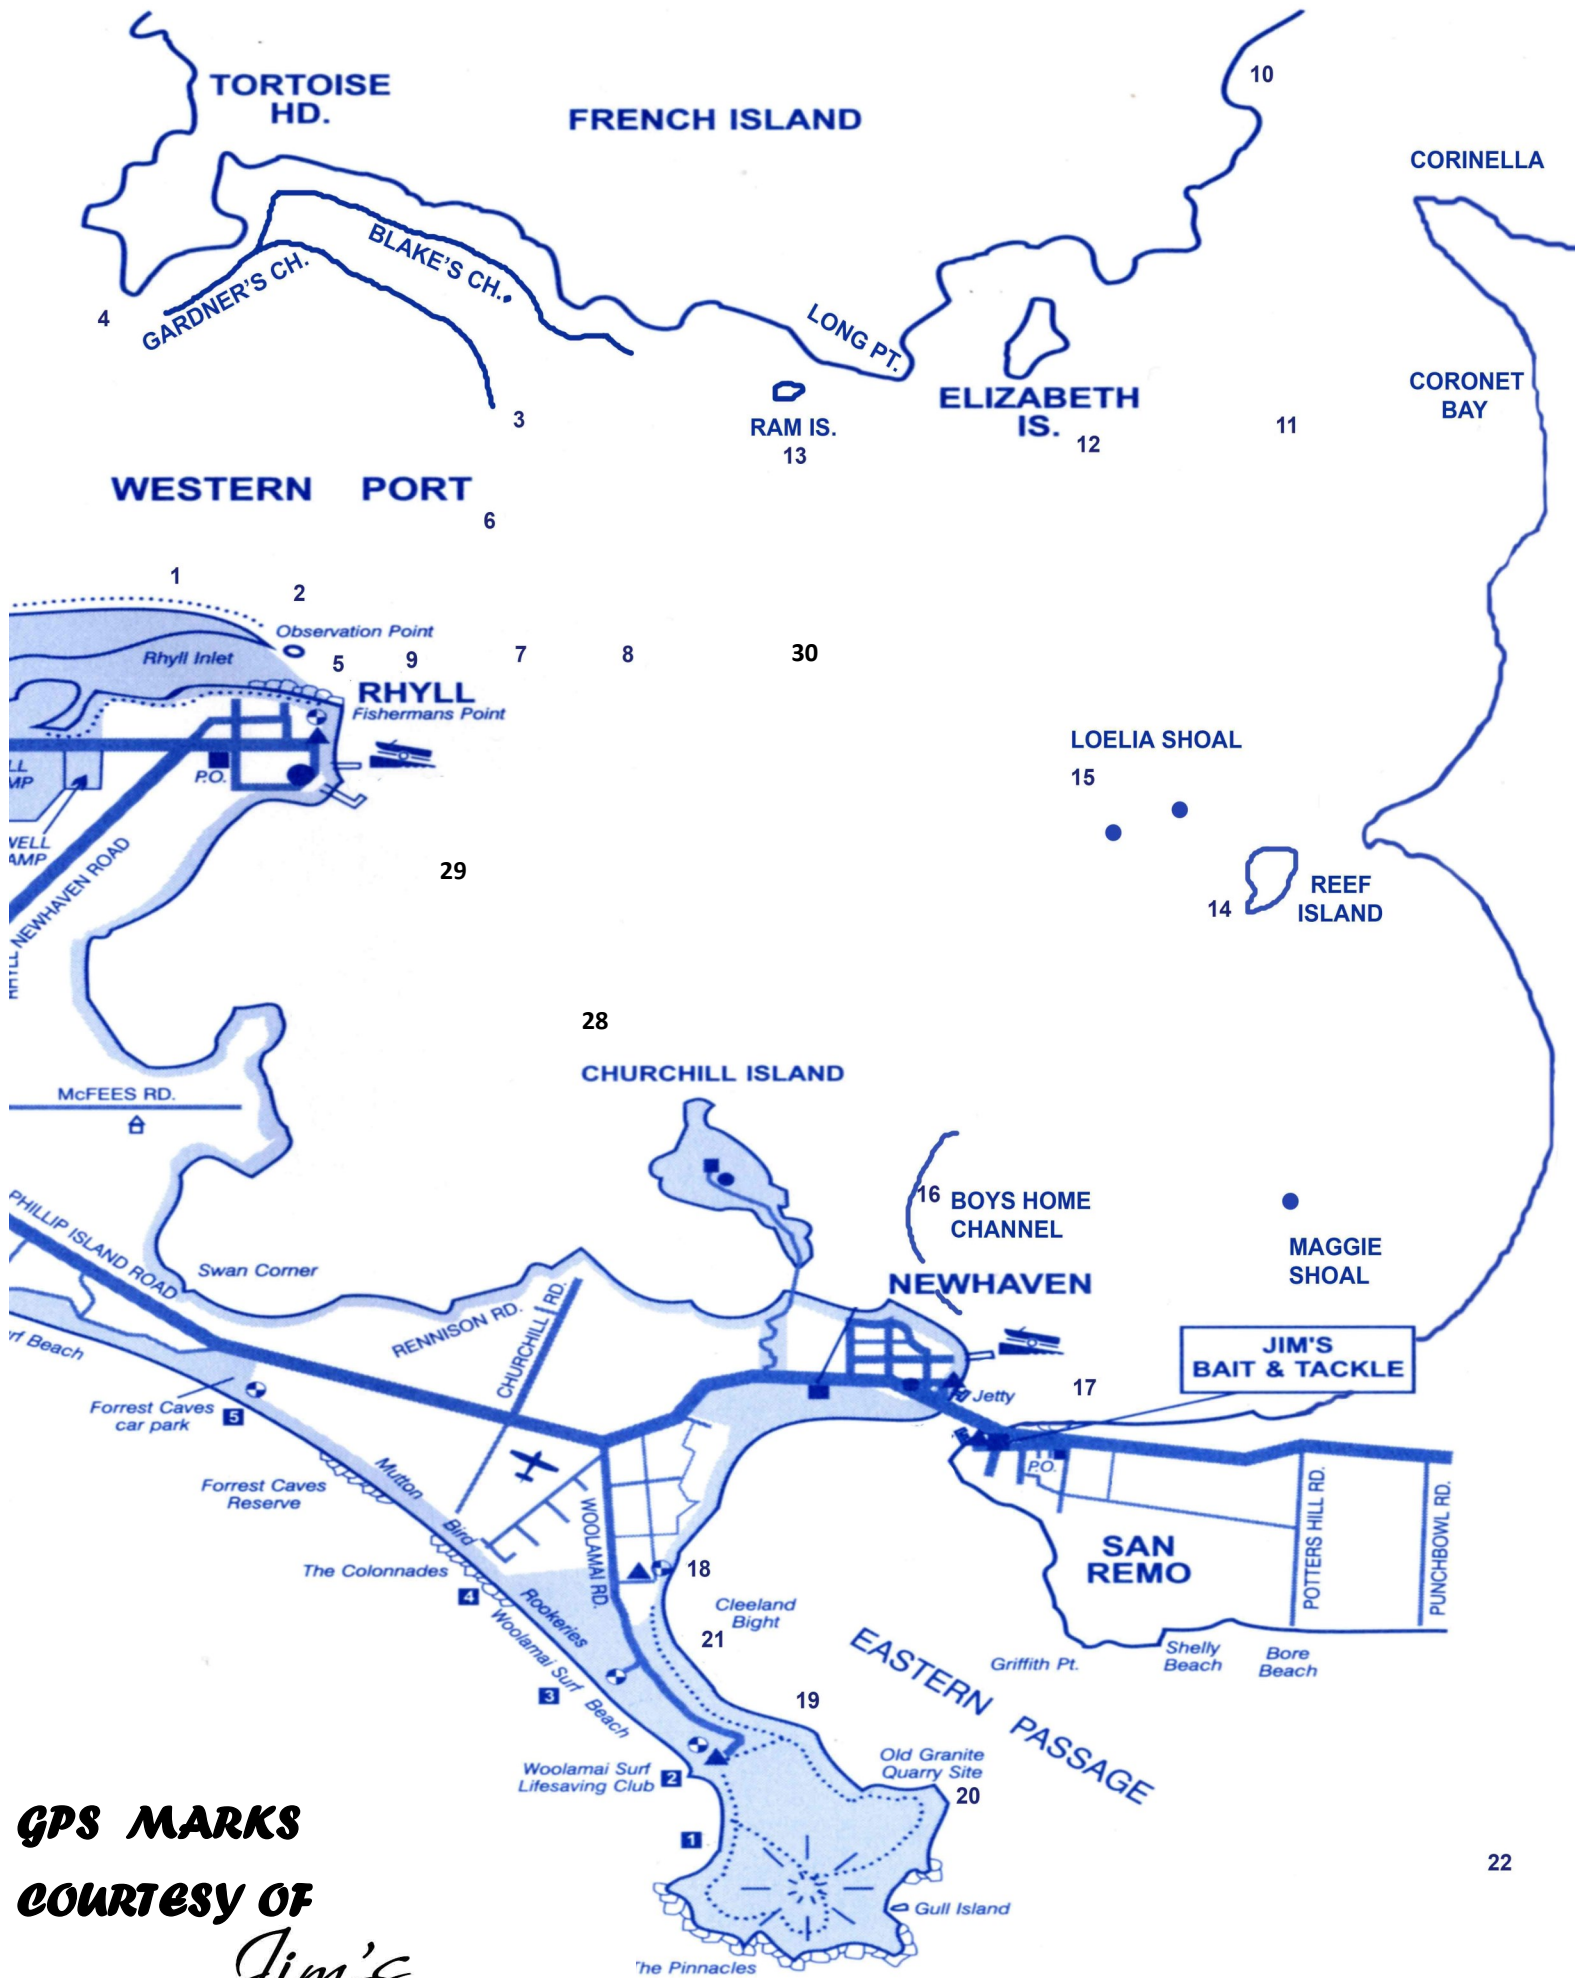 10
TORTOISE
HD.
FRENCH ISLAND
CORINELLA
BLAKE'S CH.
GARDNER'S CH.
4
LONG PT.
CORONET
BAY
ELIZABETH
IS.
3
RAM IS.
13
12
11
WESTERN PORT
6
1
2
Observation Point
Rhyll Inlet
5
9
7
8
30
RHYLL
Fishermans Point
LOELIA SHOAL
15
P.O.
RHYLL NEWHAVEN ROAD
29
14
REEF
ISLAND
28
CHURCHILL ISLAND
McFEES RD.
16
BOYS HOME
CHANNEL
PHILLIP ISLAND ROAD
MAGGIE
SHOAL
Swan Corner
NEWHAVEN
RENNISON RD.
CHURCHILL RD.
JIM'S
BAIT & TACKLE
Beach
17
Jetty
Forrest Caves
car park
5
P.O.
Forrest Caves
Reserve
Mutton
Bird
Rookeries
WOOLAMAI RD.
POTTERS HILL RD.
PUNCHBOWL RD.
SAN
REMO
The Colonnades
4
18
Cleeland
Bight
Woolamai Surf Beach
21
EASTERN PASSAGE
Griffith Pt.
Shelly
Beach
Bore
Beach
3
19
Old Granite
Quarry Site
20
Woolamai Surf
Lifesaving Club
2
1
22
GPS MARKS
COURTESY OF
Gull Island
Jim's
The Pinnacles